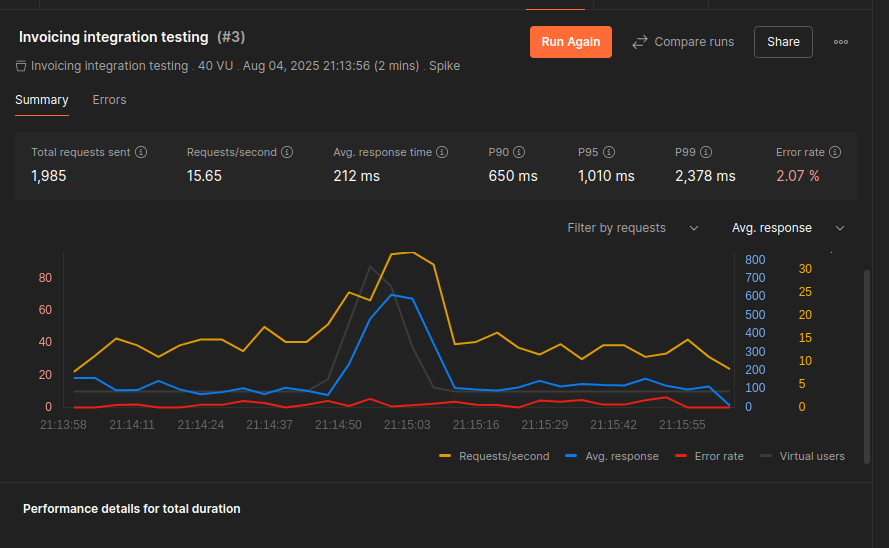 Invoicing integration testing (#3)
Run Again
Compare runs
Share
Invoicing integration testing . 40 VU . Aug 04, 2025 21:13:56 (2 mins) . Spike
Summary
Errors
Total requests sent
Requests/second
Avg. response time
P90
P95
P99
Error rate
1,985
15.65
212 ms
650 ms
1,010 ms
2,378 ms
2.07 %
Filter by requests
Avg. response
80
60
40
20
0
800
700
600
500
400
300
200
100
0
30
25
20
15
10
5
0
21:13:58
21:14:11
21:14:24
21:14:37
21:14:50
21:15:03
21:15:16
21:15:29
21:15:42
21:15:55
Requests/second
Avg. response
Error rate
Virtual users
Performance details for total duration